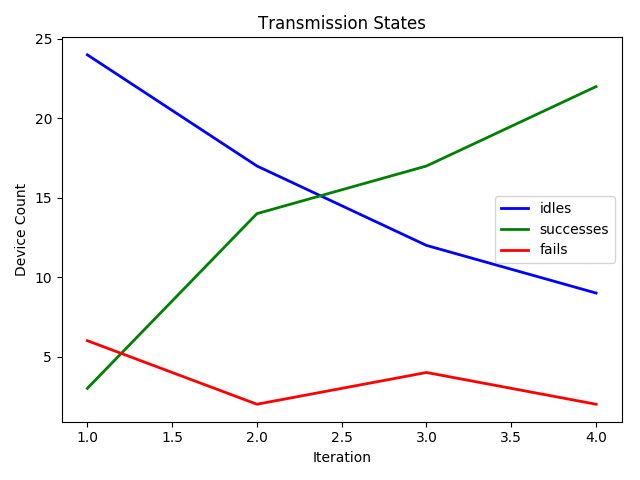 Transmission States
Device Count
25
20
15
10
5
idles
successes
fails
1.0 1.5 2.0 2.5 3.0 3.5 4.0
Iteration